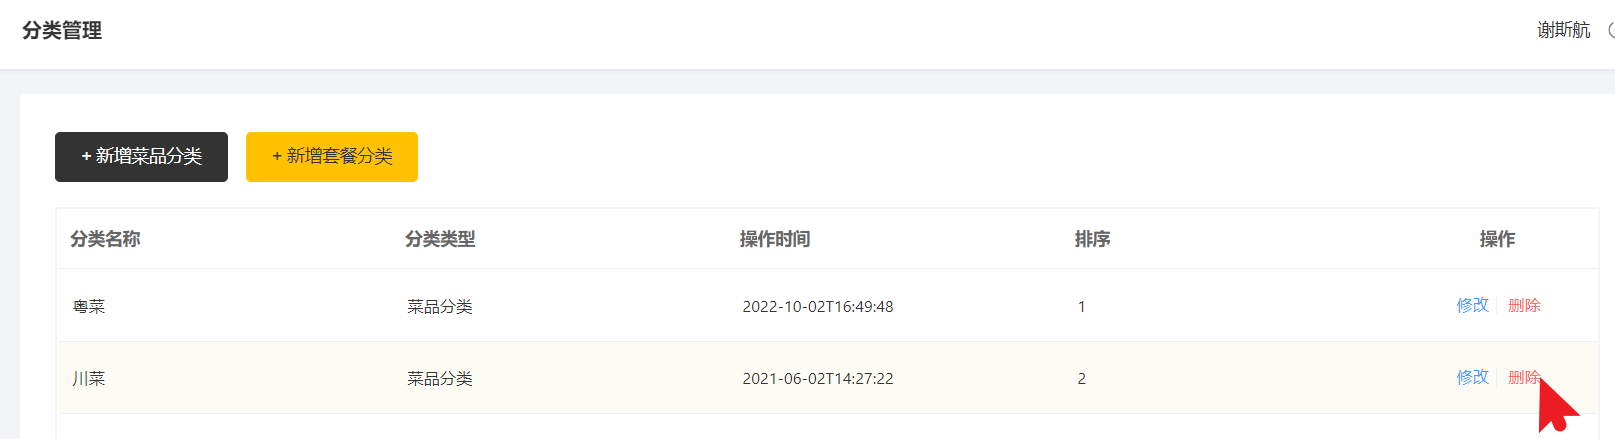 分类管理 谢斯航
+ 新增菜品分类 + 新增套餐分类
分类名称 分类类型 操作时间 排序 操作
粤菜 菜品分类 2022-10-02T16:49:48 1 修改 删除
川菜 菜品分类 2021-06-02T14:27:22 2 修改 删除